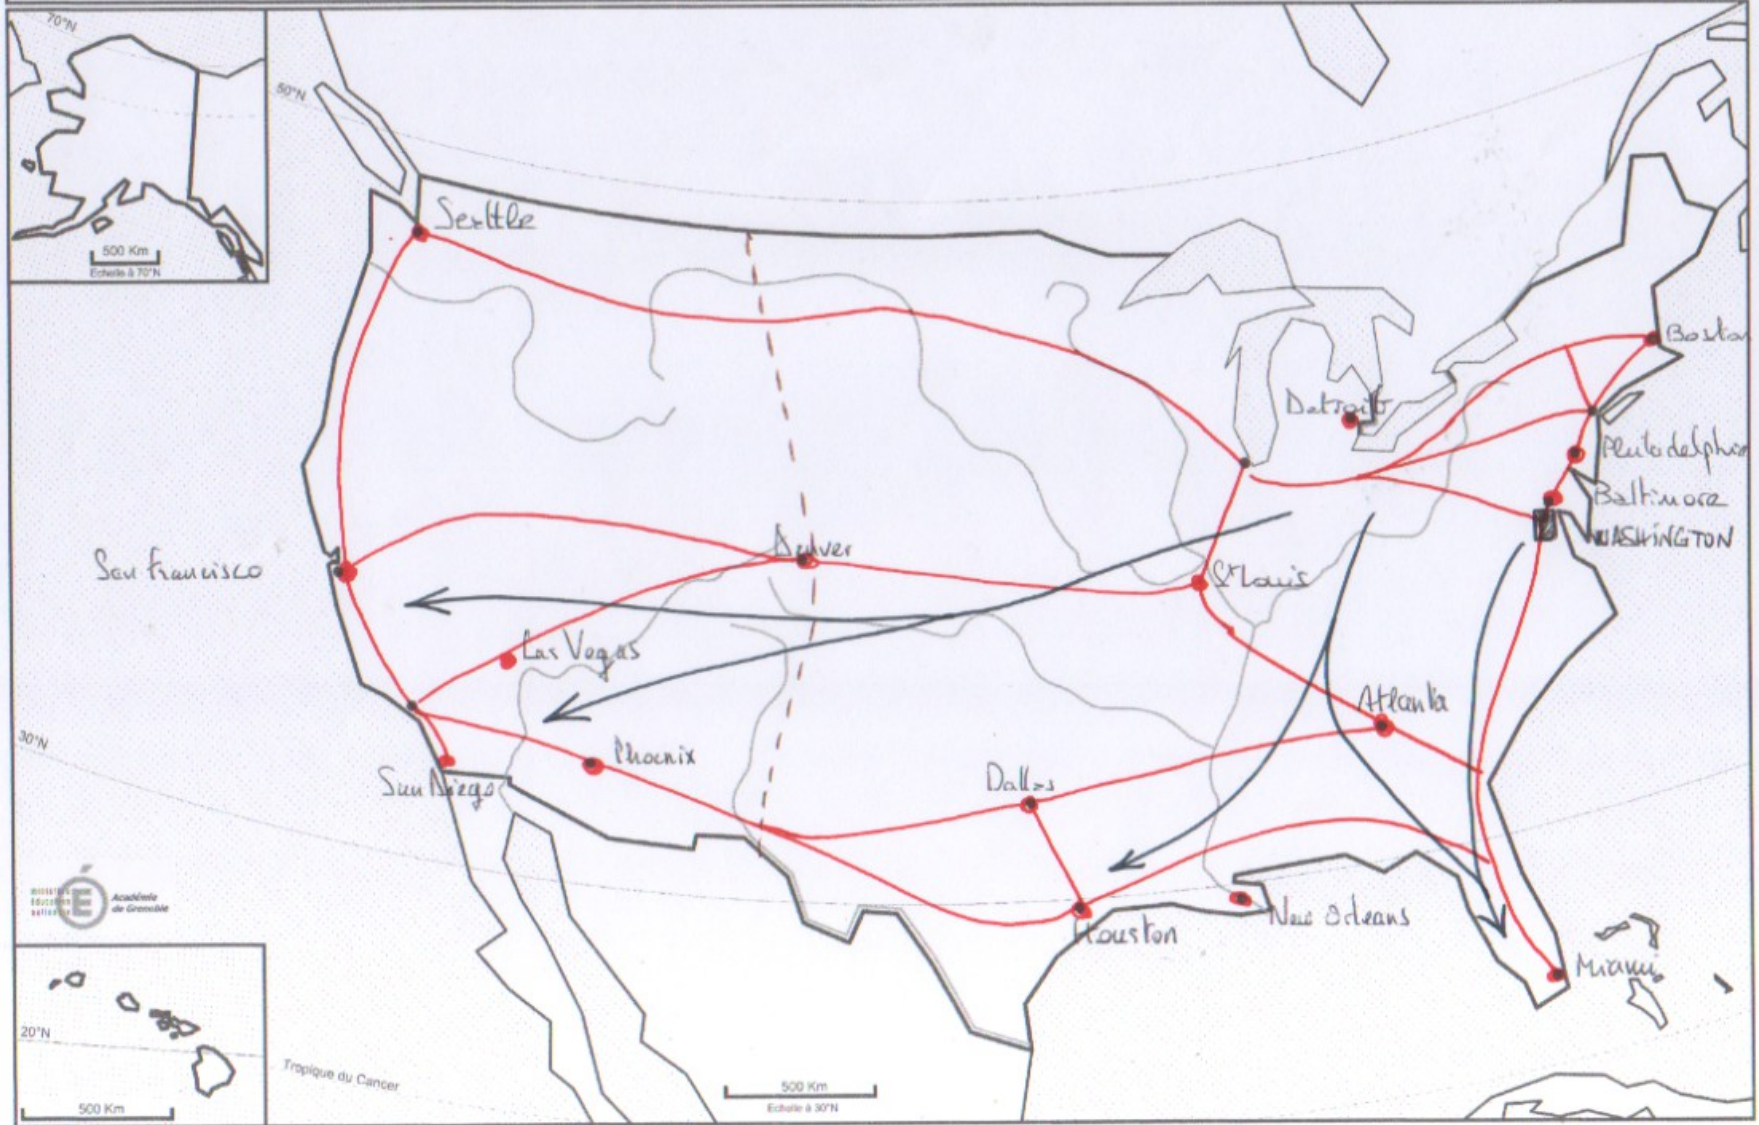 70°N
50°N
500 Km
Echelle à 70°N
Seattle
Boston
Detroit
Philadelphia
Baltimore
WASHINGTON
San Francisco
Denver
St Louis
Las Vegas
Atlanta
30°N
Phoenix
San Diego
Dallas
Académie
de Grenoble
New Orleans
Houston
Miami
20°N
Tropique du Cancer
500 Km
500 Km
Echelle à 30°N